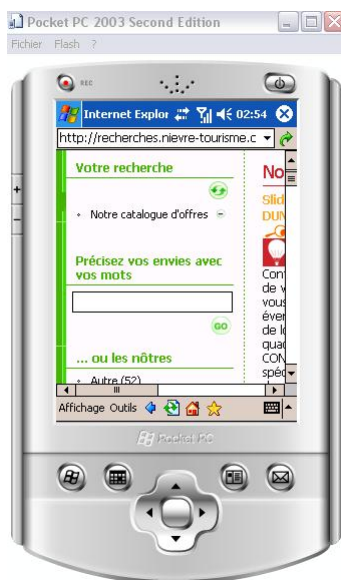 Pocket PC 2003 Second Edition
Fichier Flash ?
REC
Internet Explor 02:54
http://recherches.nievre-tourisme.c
Votre recherche
Notre catalogue d'offres
Précisez vos envies avec
vos mots
GO
... ou les nôtres
Autre (52)
No
Slid
DUN
Con
de v
vous
éver
de lo
quad
CON
spéc
Affichage Outils
Pocket PC